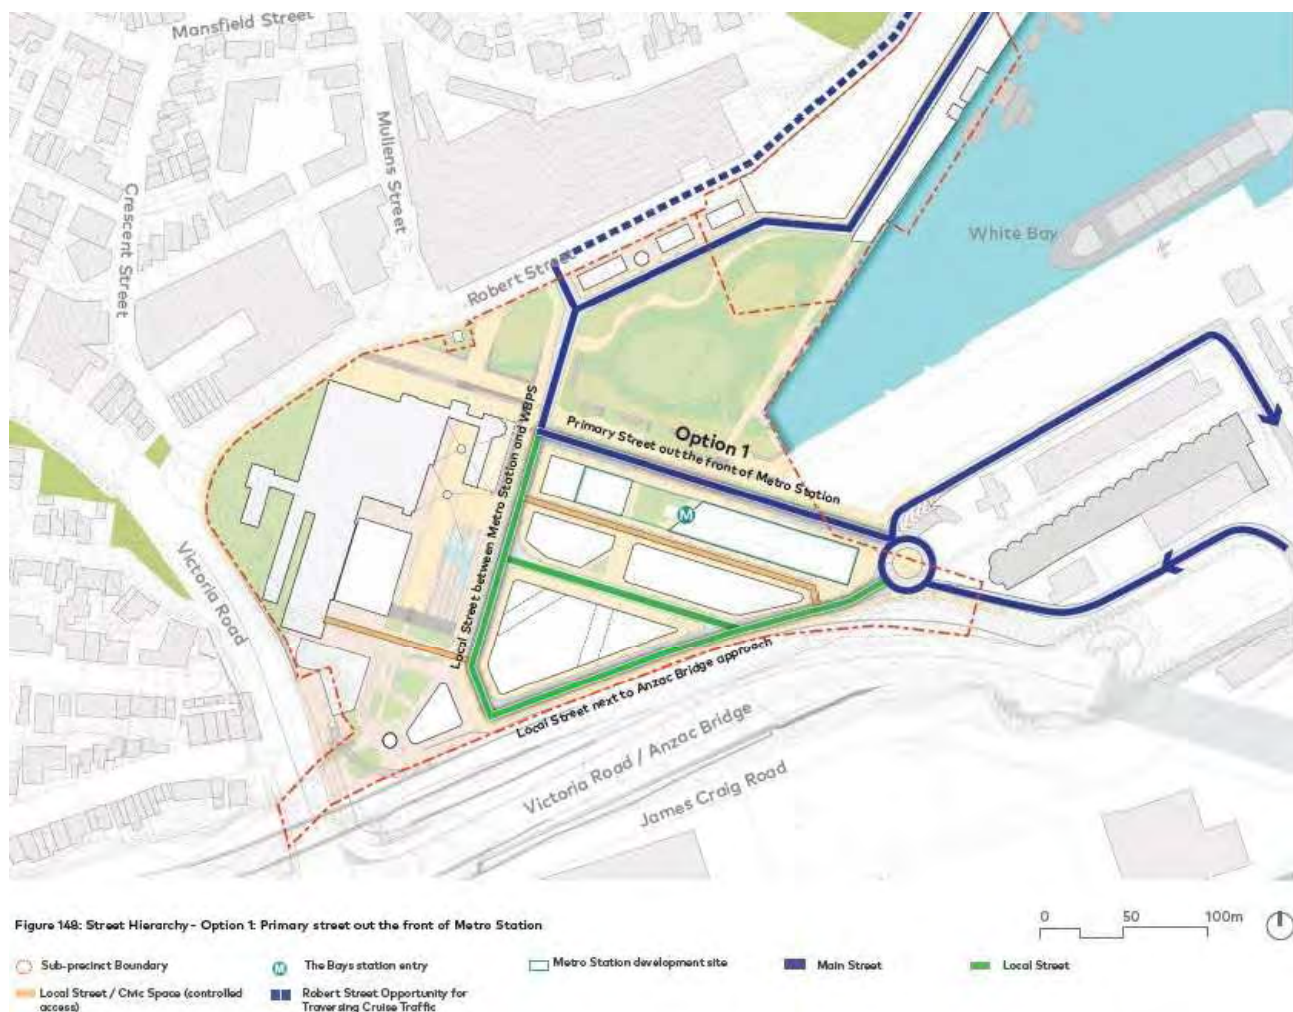 Mansfield Street
Mullens Street
Crescent Street
White Bay
Robert Street
Option 1
Primary Street out the front of Metro Station
Local Street between Metro Station and WBPS
M
Victoria Road
Local Street next to Anzac Bridge approach
Victoria Road / Anzac Bridge
James Craig Road
Figure 148: Street Hierarchy - Option 1: Primary street out the front of Metro Station
0 50 100m
Sub-precinct Boundary
M The Bays station entry
Metro Station development site
Main Street
Local Street
Local Street / Civic Space (controlled
access)
Robert Street Opportunity for
Traversing Cruise Traffic